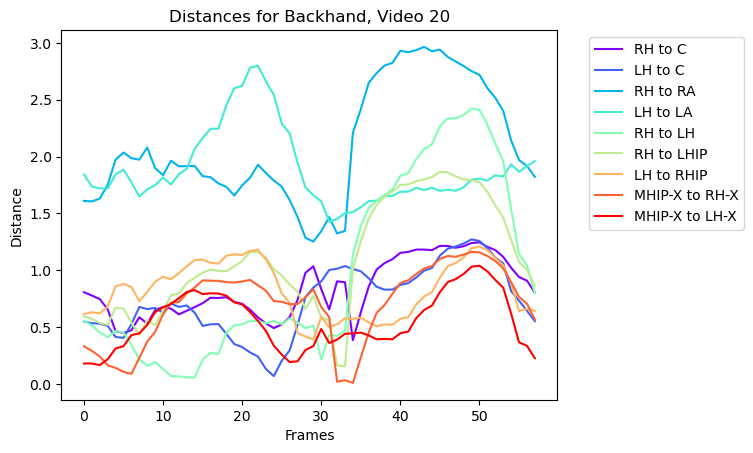 Distances for Backhand, Video 20
3.0
2.5
2.0
1.5
1.0
0.5
0.0
Distance
0
10
20
30
40
50
Frames
RH to C
LH to C
RH to RA
LH to LA
RH to LH
RH to LHIP
LH to RHIP
MHIP-X to RH-X
MHIP-X to LH-X